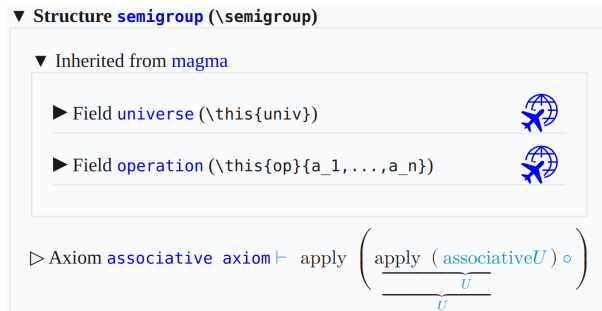 ▼ Structure semigroup (\semigroup)
▼ Inherited from magma
▶ Field universe (\this{univ})
▶ Field operation (\this{op}{a_1,...,a_n})
▷ Axiom associative axiom ⊢ apply ( apply ( associativeU ) ∘ )
U
U